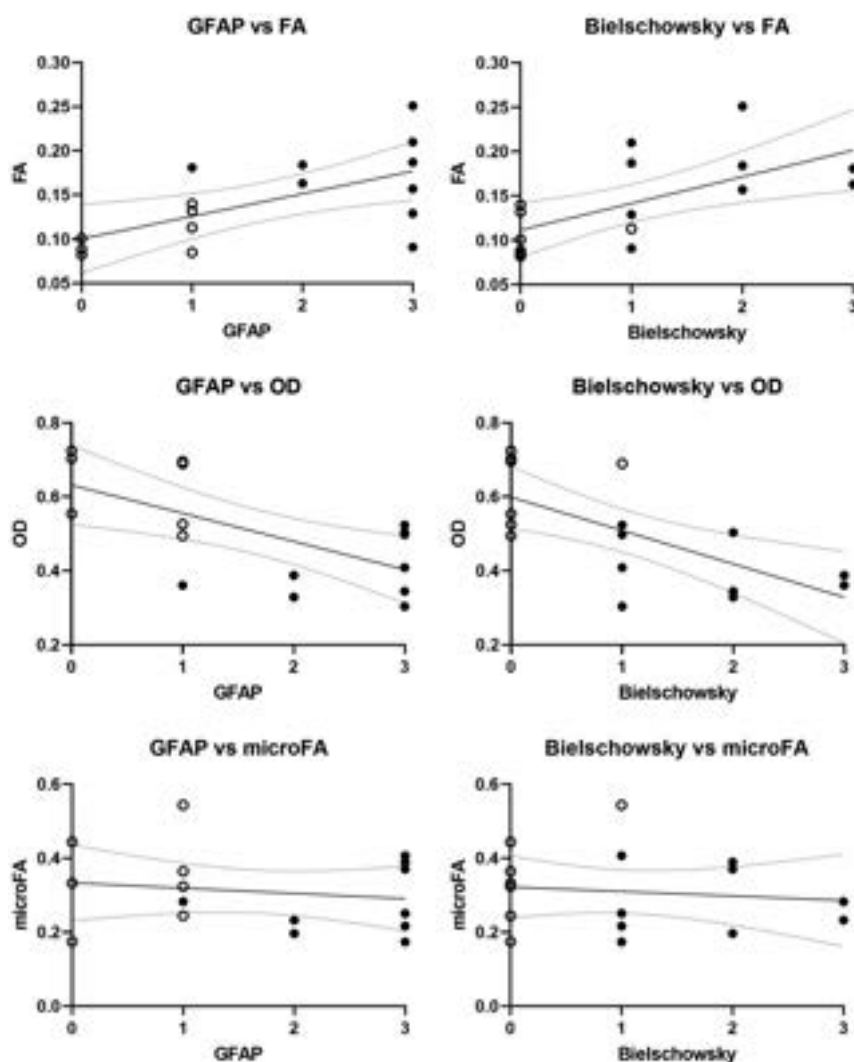 GFAP vs FA
0.30
0.25
0.20
0.15
0.10
0.05
FA
0 1 2 3
GFAP
Bielschowsky vs FA
0.30
0.25
0.20
0.15
0.10
0.05
FA
0 1 2 3
Bielschowsky
GFAP vs OD
0.8
0.6
0.4
0.2
OD
0 1 2 3
GFAP
Bielschowsky vs OD
0.8
0.6
0.4
0.2
OD
0 1 2 3
Bielschowsky
GFAP vs microFA
0.6
0.4
0.2
0.0
microFA
0 1 2 3
GFAP
Bielschowsky vs microFA
0.6
0.4
0.2
0.0
microFA
0 1 2 3
Bielschowsky